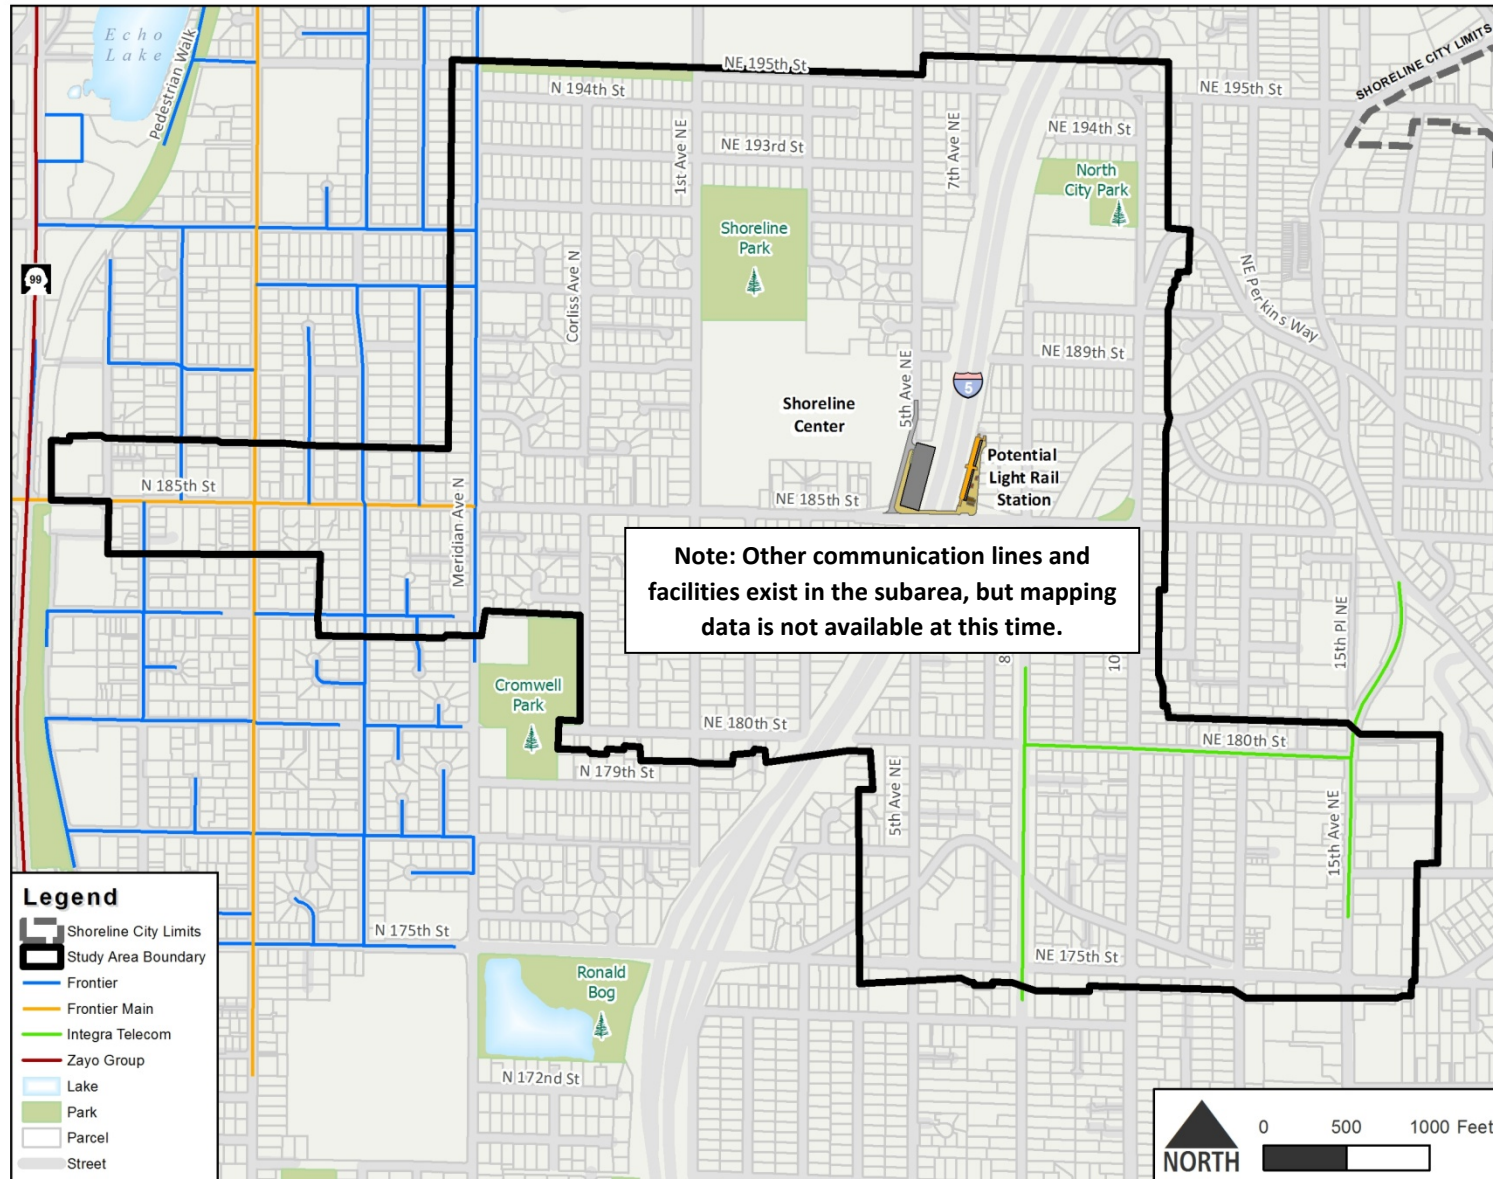 Echo
Lake
Pedestrian Walk
NE 195th St
SHORELINE CITY LIMITS
N 194th St
NE 195th St
1st Ave NE
7th Ave NE
NE 194th St
NE 193rd St
North
City Park
Shoreline
Park
99
Corliss Ave N
NE Perkins Way
NE 189th St
5th Ave NE
5
Shoreline
Center
Potential
Light Rail
Station
N 185th St
NE 185th St
Meridian Ave N
Note: Other communication lines and
facilities exist in the subarea, but mapping
data is not available at this time.
8
10
15th Pl NE
Cromwell
Park
NE 180th St
NE 180th St
N 179th St
5th Ave NE
15th Ave NE
N 175th St
NE 175th St
Ronald
Bog
N 172nd St
Legend
Shoreline City Limits
Study Area Boundary
Frontier
Frontier Main
Integra Telecom
Zayo Group
Lake
Park
Parcel
Street
NORTH
0 500 1000 Feet